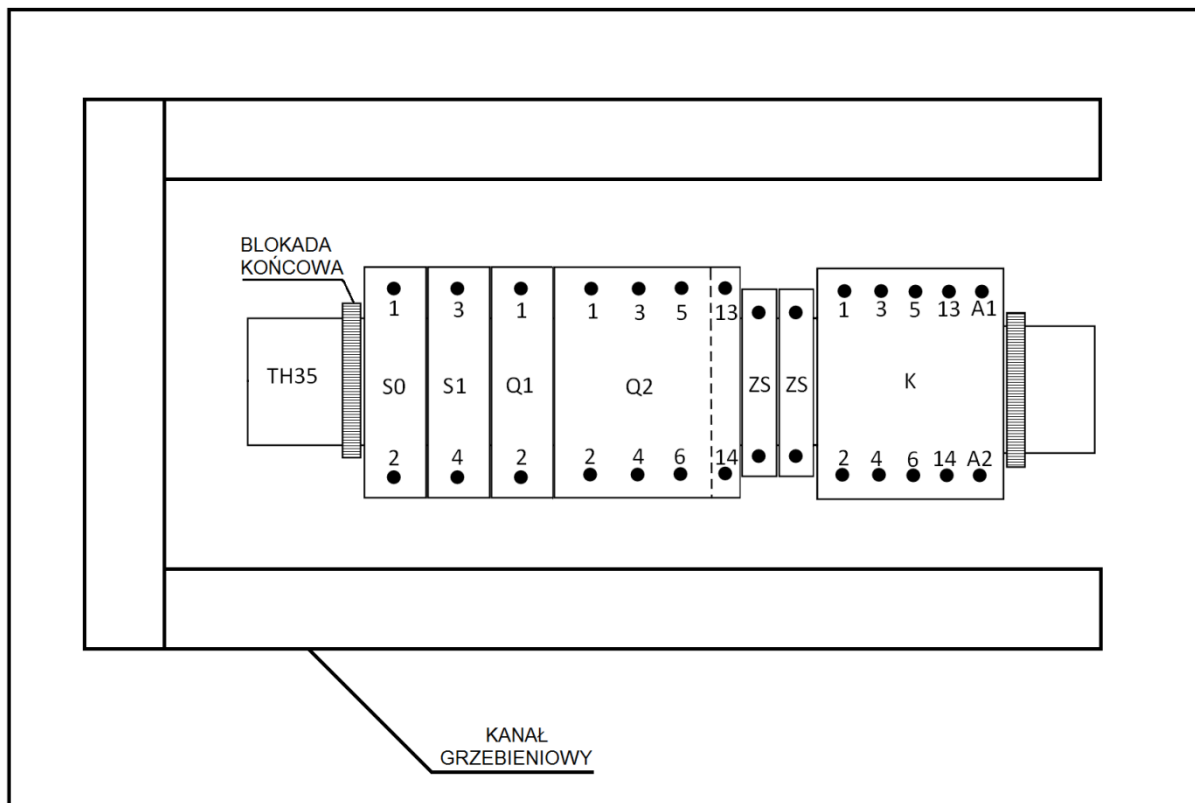 BLOKADA
KOŃCOWA
1 3 1 1 3 5 13
1 3 5 13 A1
TH35 S0 S1 Q1 Q2 ZS ZS K
2 4 2 2 4 6 14
2 4 6 14 A2
KANAŁ
GRZEBIENIOWY